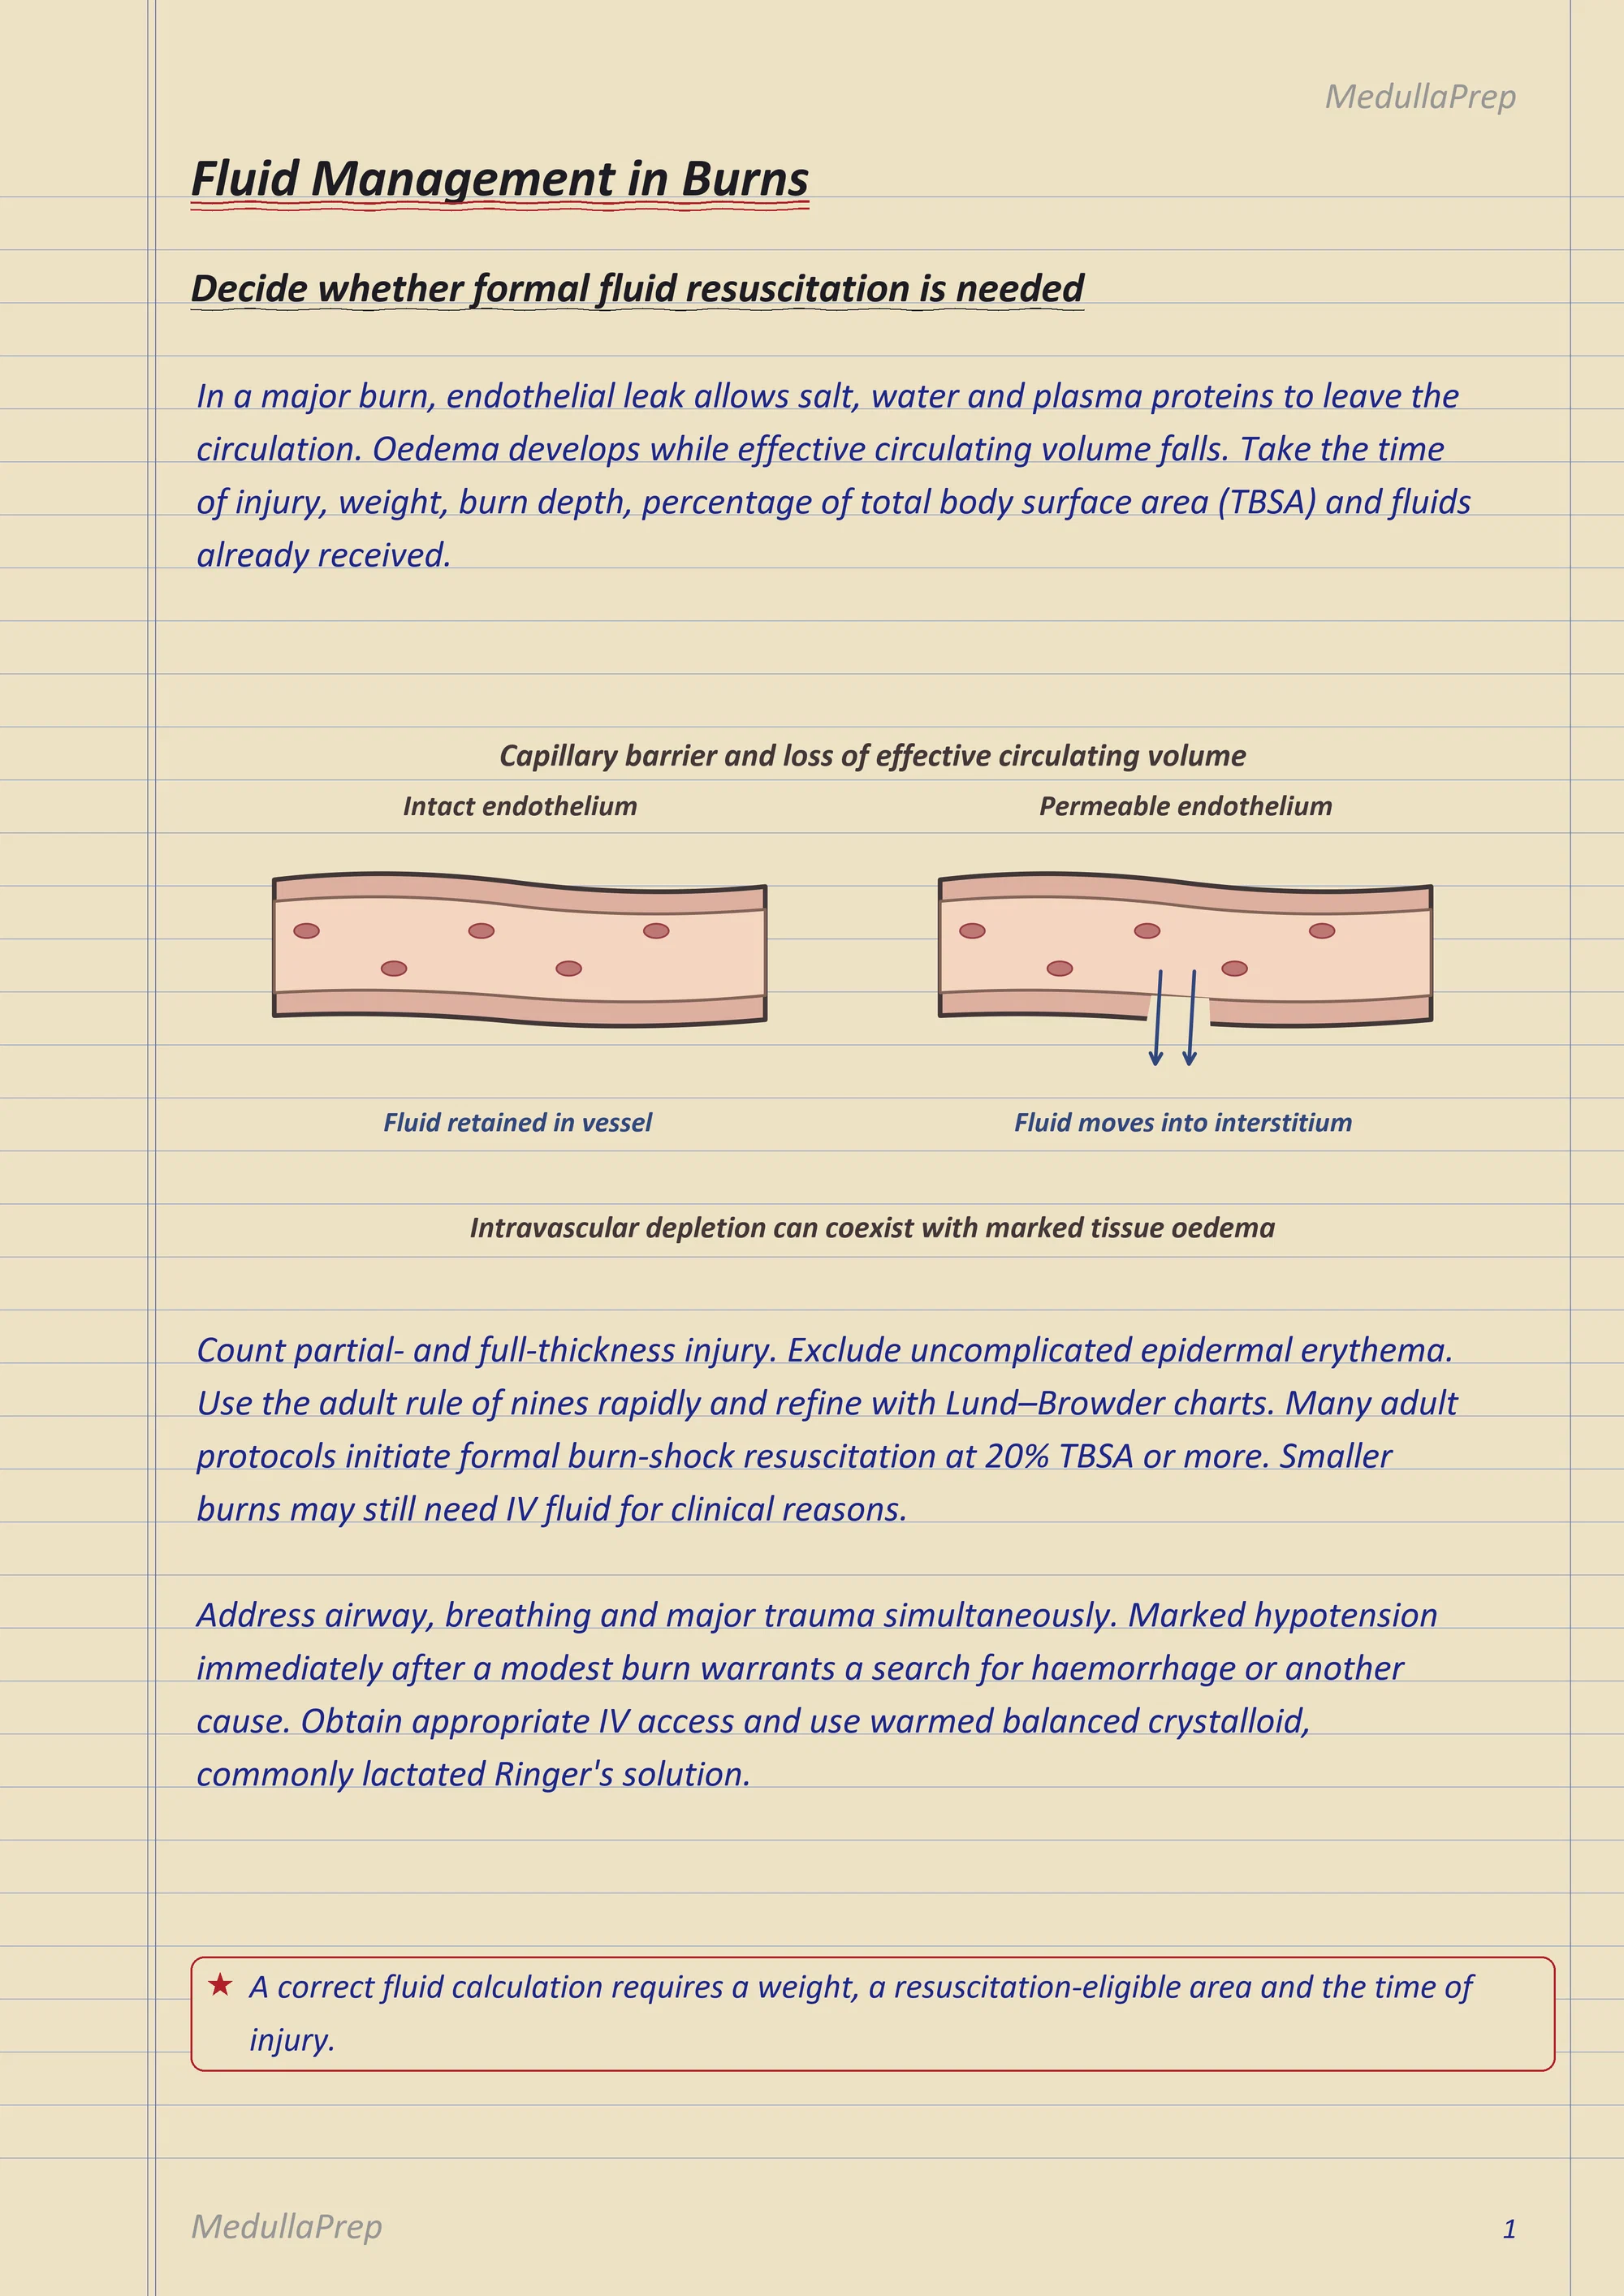 MedullaPrep
Fluid Management in Burns
Decide whether formal fluid resuscitation is needed
In a major burn, endothelial leak allows salt, water and plasma proteins to leave the
circulation. Oedema develops while effective circulating volume falls. Take the time
of injury, weight, burn depth, percentage of total body surface area (TBSA) and fluids
already received.
Capillary barrier and loss of effective circulating volume
Intact endothelium
Permeable endothelium
Fluid retained in vessel
Fluid moves into interstitium
Intravascular depletion can coexist with marked tissue oedema
Count partial- and full-thickness injury. Exclude uncomplicated epidermal erythema.
Use the adult rule of nines rapidly and refine with Lund–Browder charts. Many adult
protocols initiate formal burn-shock resuscitation at 20% TBSA or more. Smaller
burns may still need IV fluid for clinical reasons.
Address airway, breathing and major trauma simultaneously. Marked hypotension
immediately after a modest burn warrants a search for haemorrhage or another
cause. Obtain appropriate IV access and use warmed balanced crystalloid,
commonly lactated Ringer's solution.
★ A correct fluid calculation requires a weight, a resuscitation-eligible area and the time of
injury.
MedullaPrep
1